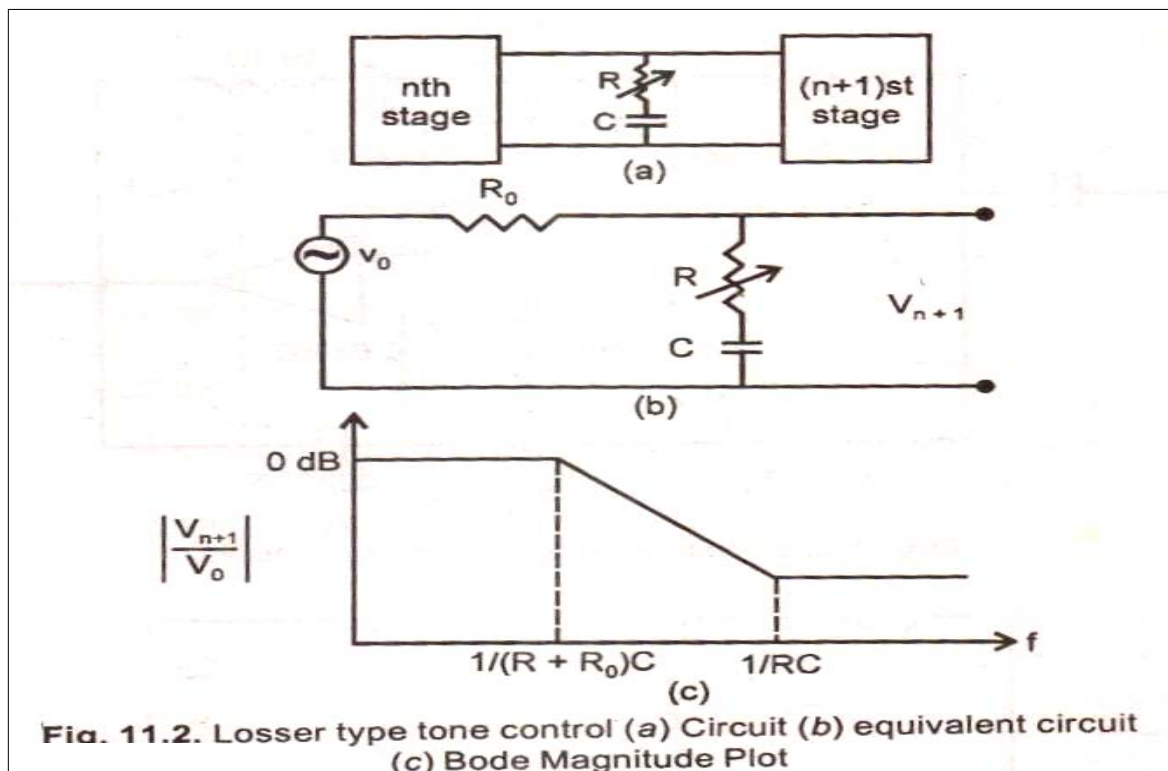 nth
stage
R
C
(n+1)st
stage
(a)
R₀
v₀
R
C
Vₙ₊₁
(b)
0 dB
|Vₙ₊₁/V₀|
f
1/(R + R₀)C
1/RC
(c)
Fig. 11.2. Losser type tone control (a) Circuit (b) equivalent circuit
(c) Bode Magnitude Plot